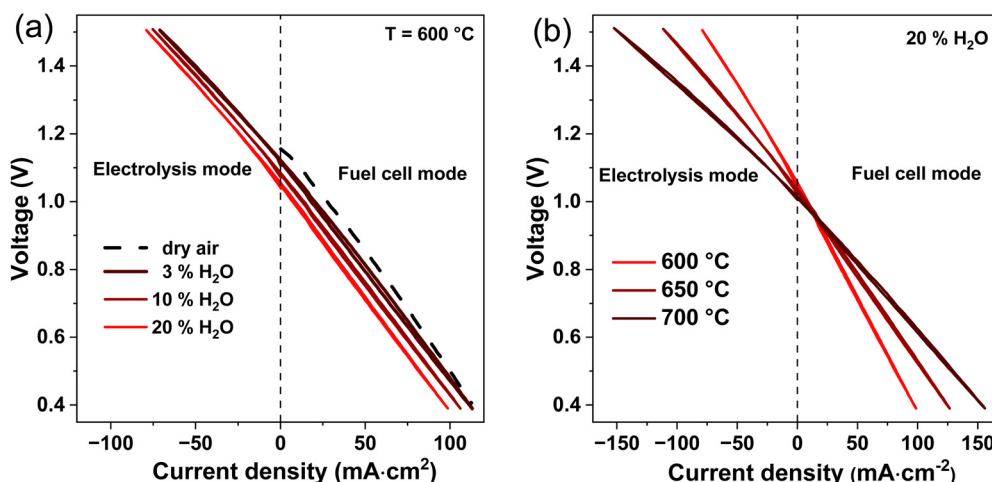 (a)
T = 600 °C
1.4
1.2
1.0
0.8
0.6
0.4
Voltage (V)
Electrolysis mode
Fuel cell mode
dry air
3 % H₂O
10 % H₂O
20 % H₂O
−100 −50 0 50 100
Current density (mA·cm²)
(b)
20 % H₂O
1.4
1.2
1.0
0.8
0.6
0.4
Voltage (V)
Electrolysis mode
Fuel cell mode
600 °C
650 °C
700 °C
−150 −100 −50 0 50 100 150
Current density (mA·cm⁻²)